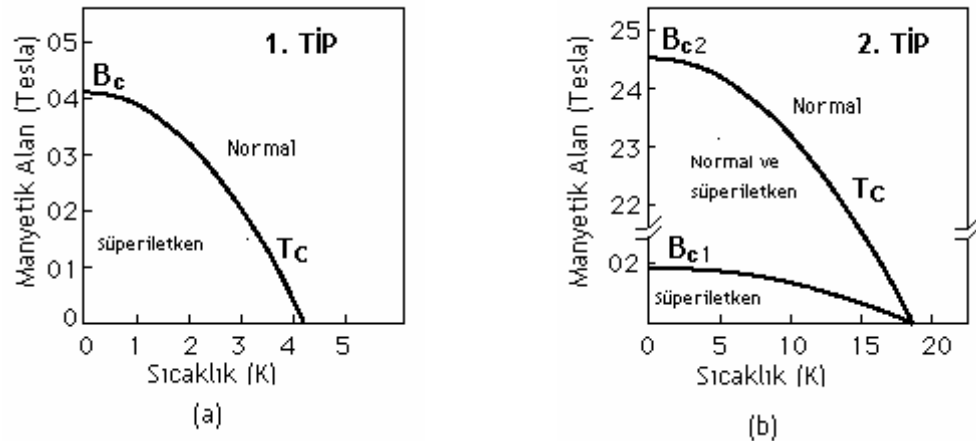 1. TİP
Manyetik Alan (Tesla)
05
04
03
02
01
0
Bc
Normal
Süperiletken
Tc
0 1 2 3 4 5
Sıcaklık (K)
(a)
2. TİP
Manyetik Alan (Tesla)
25
24
23
22
02
Bc2
Normal
Normal ve
süperiletken
Tc
Bc1
Süperiletken
0 5 10 15 20
Sıcaklık (K)
(b)